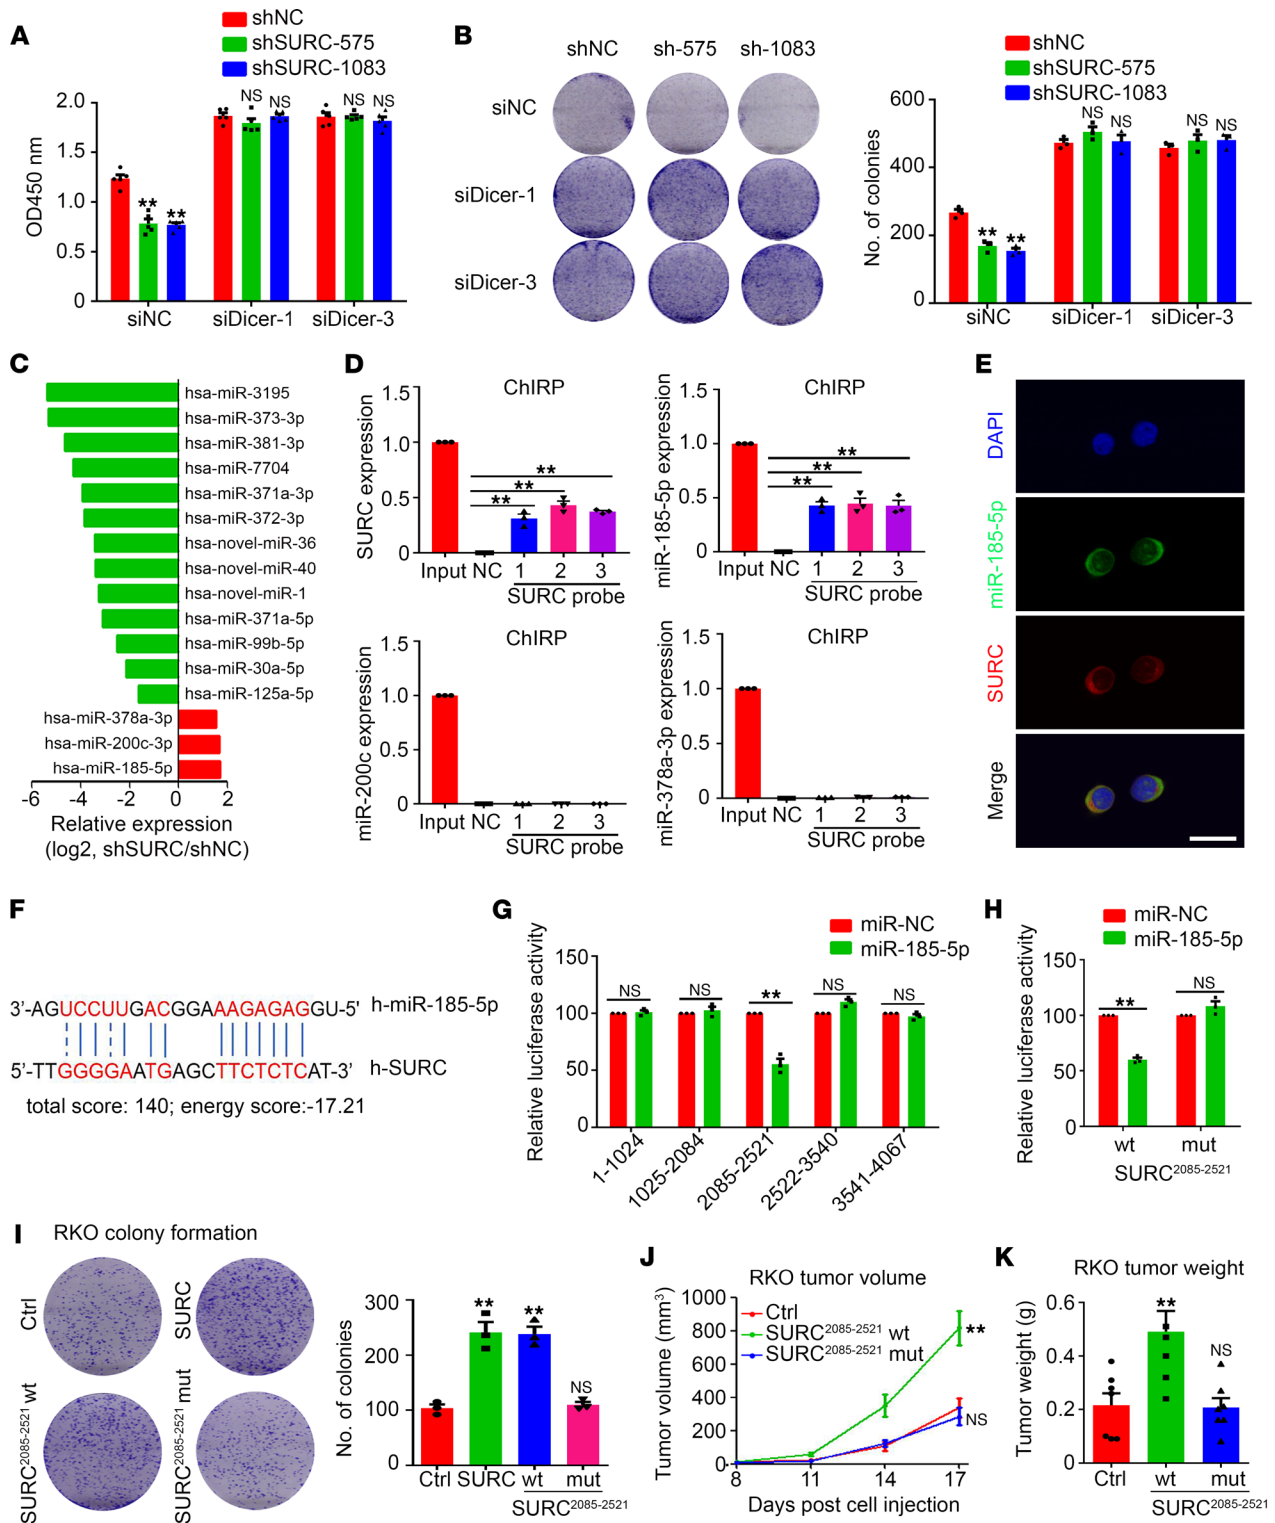 A
shNC
shSURC-575
shSURC-1083
OD450 nm
2.0
1.5
1.0
0.5
0
** ** NS NS NS NS
siNC siDicer-1 siDicer-3
B
shNC sh-575 sh-1083
siNC
siDicer-1
siDicer-3
shNC
shSURC-575
shSURC-1083
No. of colonies
600
400
200
0
** ** NS NS NS NS
siNC siDicer-1 siDicer-3
C
hsa-miR-3195
hsa-miR-373-3p
hsa-miR-381-3p
hsa-miR-7704
hsa-miR-371a-3p
hsa-miR-372-3p
hsa-novel-miR-36
hsa-novel-miR-40
hsa-novel-miR-1
hsa-miR-371a-5p
hsa-miR-99b-5p
hsa-miR-30a-5p
hsa-miR-125a-5p
hsa-miR-378a-3p
hsa-miR-200c-3p
hsa-miR-185-5p
-6 -4 -2 0 2
Relative expression
(log2, shSURC/shNC)
D
ChIRP
SURC expression
1.5
1.0
0.5
0
**
**
**
Input NC 1 2 3
SURC probe
ChIRP
miR-185-5p expression
1.5
1.0
0.5
0
**
**
**
Input NC 1 2 3
SURC probe
ChIRP
miR-200c expression
1.5
1.0
0.5
0
Input NC 1 2 3
SURC probe
ChIRP
miR-378a-3p expression
1.5
1.0
0.5
0
Input NC 1 2 3
SURC probe
E
DAPI
miR-185-5p
SURC
Merge
F
3'-AGUCCUUGACGGAAAGAGAGGU-5' h-miR-185-5p
5'-TTGGGGAATGAGCTTCTCTCAT-3' h-SURC
total score: 140; energy score:-17.21
G
miR-NC
miR-185-5p
Relative luciferase activity
150
100
50
0
NS NS ** NS NS
1-1024 1025-2084 2085-2521 2522-3540 3541-4067
H
miR-NC
miR-185-5p
Relative luciferase activity
150
100
50
0
** NS
wt mut
SURC2085-2521
I
RKO colony formation
Ctrl
SURC
SURC2085-2521 wt
SURC2085-2521 mut
No. of colonies
300
200
100
0
** ** NS
Ctrl SURC wt mut
SURC2085-2521
J
RKO tumor volume
Ctrl
SURC2085-2521 wt
SURC2085-2521 mut
Tumor volume (mm3)
1000
800
600
400
200
0
**
NS
8 11 14 17
Days post cell injection
K
RKO tumor weight
Tumor weight (g)
0.6
0.4
0.2
0
** NS
Ctrl wt mut
SURC2085-2521